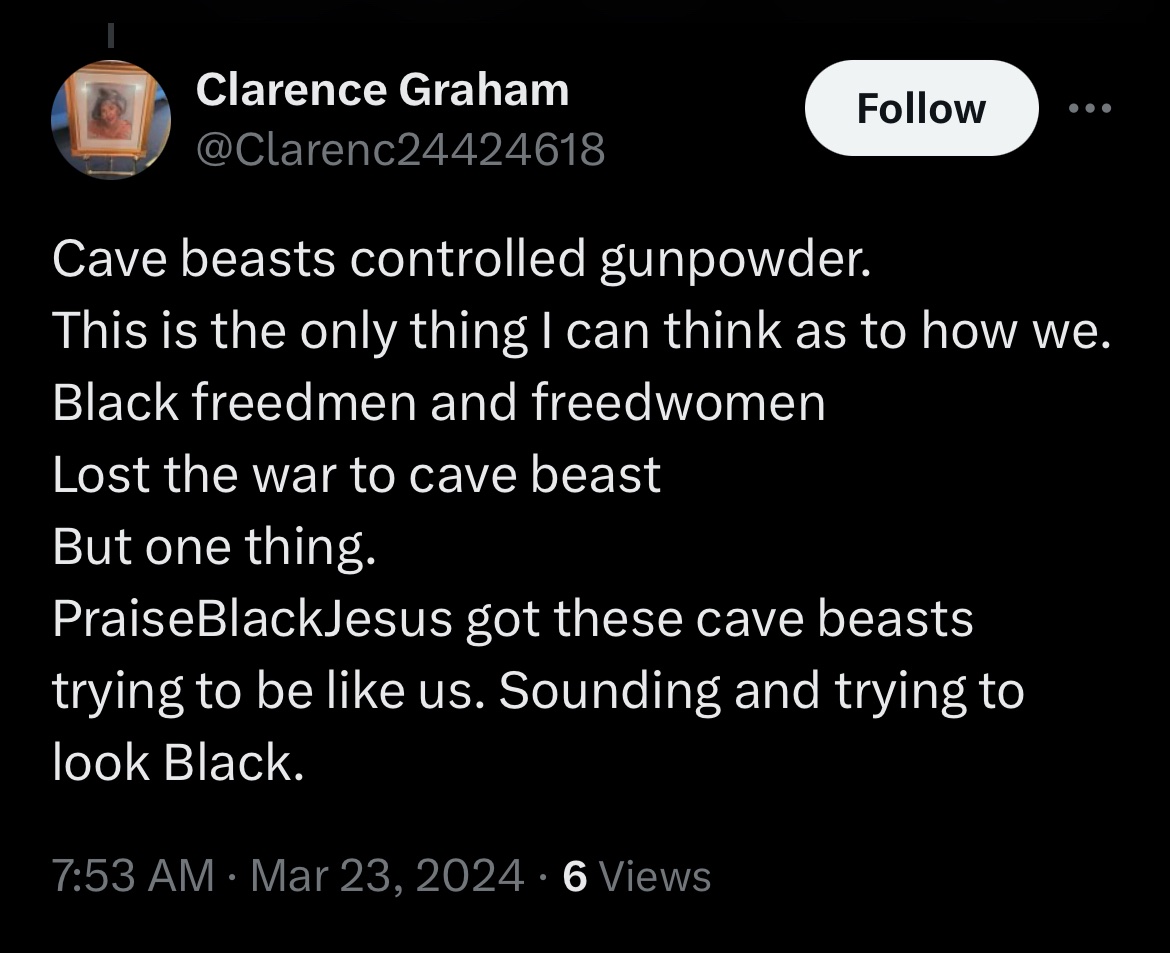 Clarence Graham
@Clarenc24424618
Follow
Cave beasts controlled gunpowder.
This is the only thing I can think as to how we.
Black freedmen and freedwomen
Lost the war to cave beast
But one thing.
PraiseBlackJesus got these cave beasts
trying to be like us. Sounding and trying to
look Black.
7:53 AM · Mar 23, 2024 · 6 Views